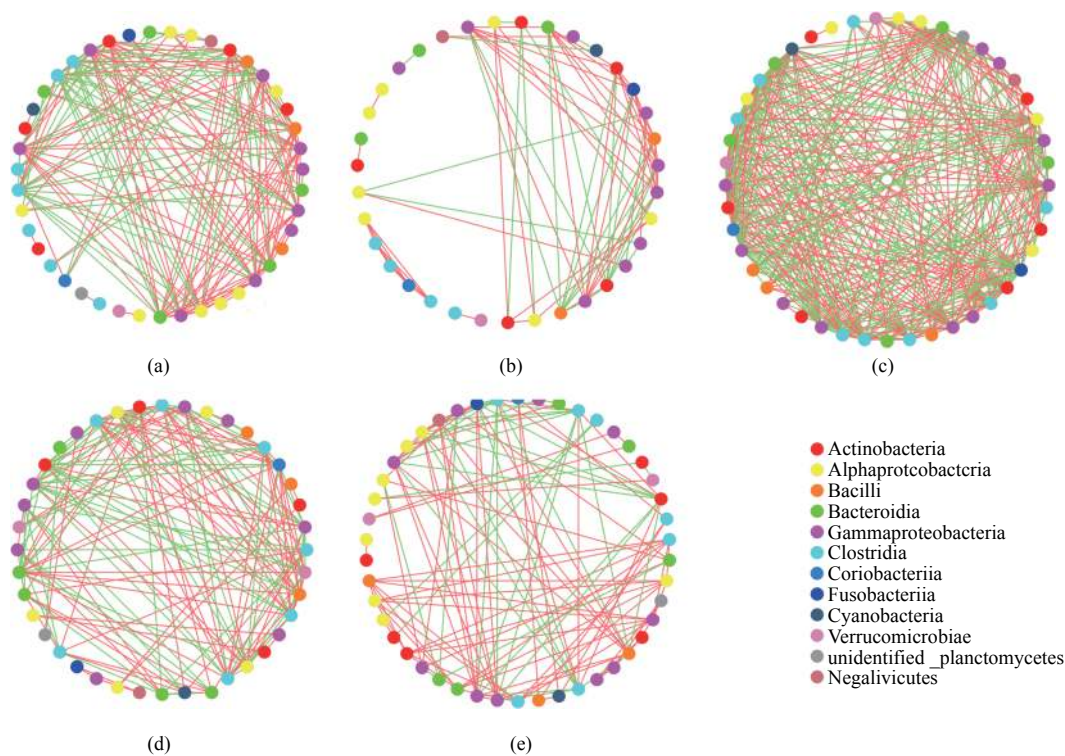 (a)
(b)
(c)
Actinobacteria
Alphaprotcobactcria
Bacilli
Bacteroidia
Gammaproteobacteria
Clostridia
Coriobacteriia
Fusobacteriia
Cyanobacteria
Verrucomicrobiae
unidentified _planctomycetes
Negalivicutes
(d)
(e)